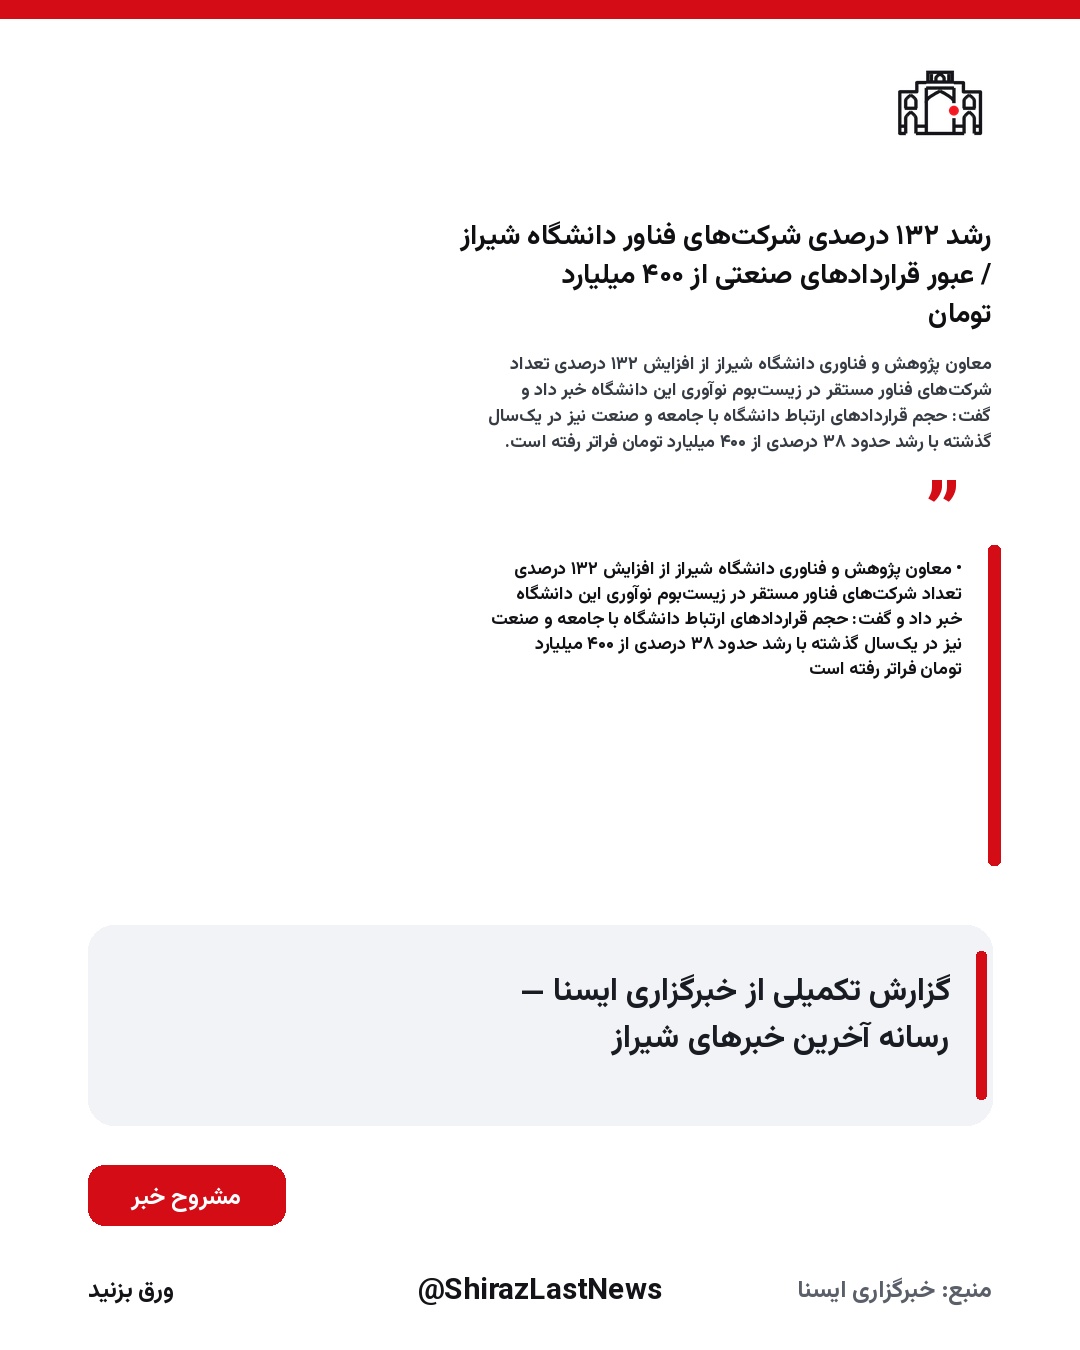 رشد ۱۳۲ درصدی شرکت‌های فناور دانشگاه شیراز
/ عبور قراردادهای صنعتی از ۴۰۰ میلیارد
تومان
معاون پژوهش و فناوری دانشگاه شیراز از افزایش ۱۳۲ درصدی تعداد
شرکت‌های فناور مستقر در زیست‌بوم نوآوری این دانشگاه خبر داد و
گفت: حجم قراردادهای ارتباط دانشگاه با جامعه و صنعت نیز در یک‌سال
گذشته با رشد حدود ۳۸ درصدی از ۴۰۰ میلیارد تومان فراتر رفته است.
”
• معاون پژوهش و فناوری دانشگاه شیراز از افزایش ۱۳۲ درصدی
تعداد شرکت‌های فناور مستقر در زیست‌بوم نوآوری این دانشگاه
خبر داد و گفت: حجم قراردادهای ارتباط دانشگاه با جامعه و صنعت
نیز در یک‌سال گذشته با رشد حدود ۳۸ درصدی از ۴۰۰ میلیارد
تومان فراتر رفته است
گزارش تکمیلی از خبرگزاری ایسنا —
رسانه آخرین خبرهای شیراز
مشروح خبر
منبع: خبرگزاری ایسنا
@ShirazLastNews
ورق بزنید